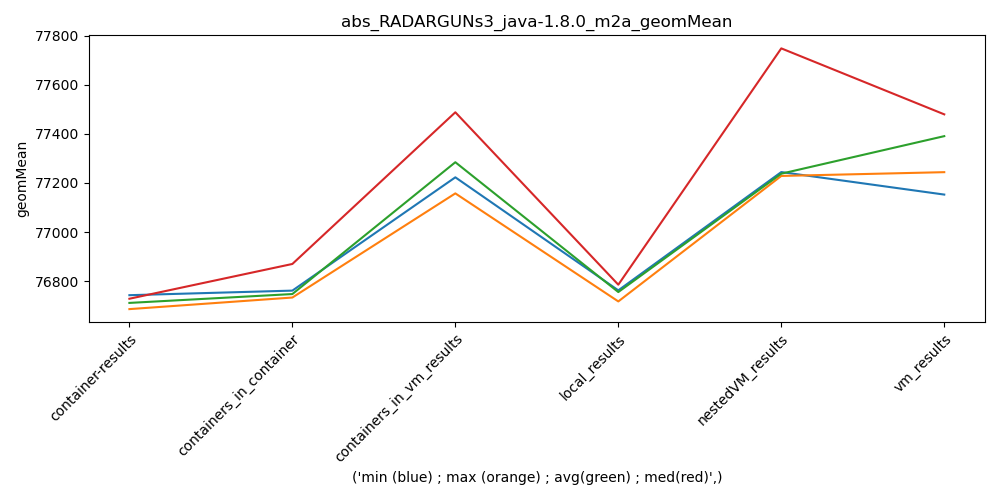 abs_RADARGUNs3_java-1.8.0_m2a_geomMean
77800
77600
77400
77200
77000
76800
geomMean
container-results
containers_in_container
containers_in_vm_results
local_results
nestedVM_results
vm_results
('min (blue) ; max (orange) ; avg(green) ; med(red)',)